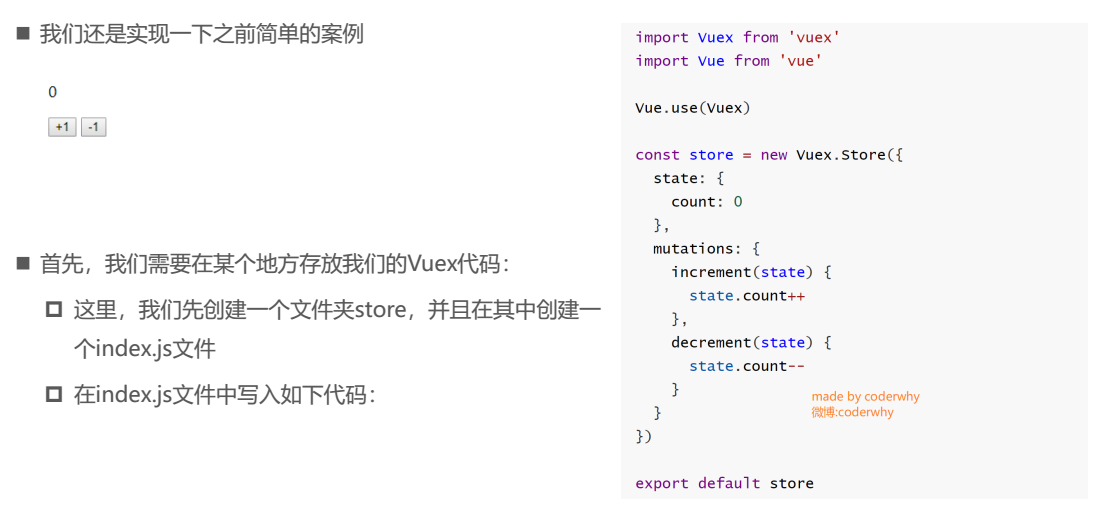 我们还是实现一下之前简单的案例
0
+1 -1
首先，我们需要在某个地方存放我们的Vuex代码：
这里，我们先创建一个文件夹store，并且在其中创建一
个index.js文件
在index.js文件中写入如下代码：
import Vuex from 'vuex'
import Vue from 'vue'
Vue.use(Vuex)
const store = new Vuex.Store({
  state: {
    count: 0
  },
  mutations: {
    increment(state) {
      state.count++
    },
    decrement(state) {
      state.count--
    }
  }
})
export default store
made by coderwhy
微博:coderwhy